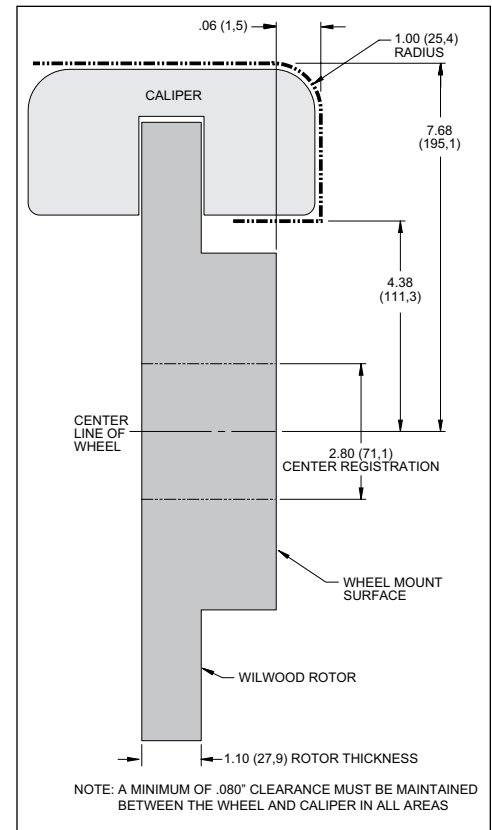 .06 (1,5)
1.00 (25,4)
RADIUS
CALIPER
7.68
(195,1)
4.38
(111,3)
CENTER
LINE OF
WHEEL
2.80 (71,1)
CENTER REGISTRATION
WHEEL MOUNT
SURFACE
WILWOOD ROTOR
1.10 (27,9) ROTOR THICKNESS
NOTE: A MINIMUM OF .080" CLEARANCE MUST BE MAINTAINED
BETWEEN THE WHEEL AND CALIPER IN ALL AREAS